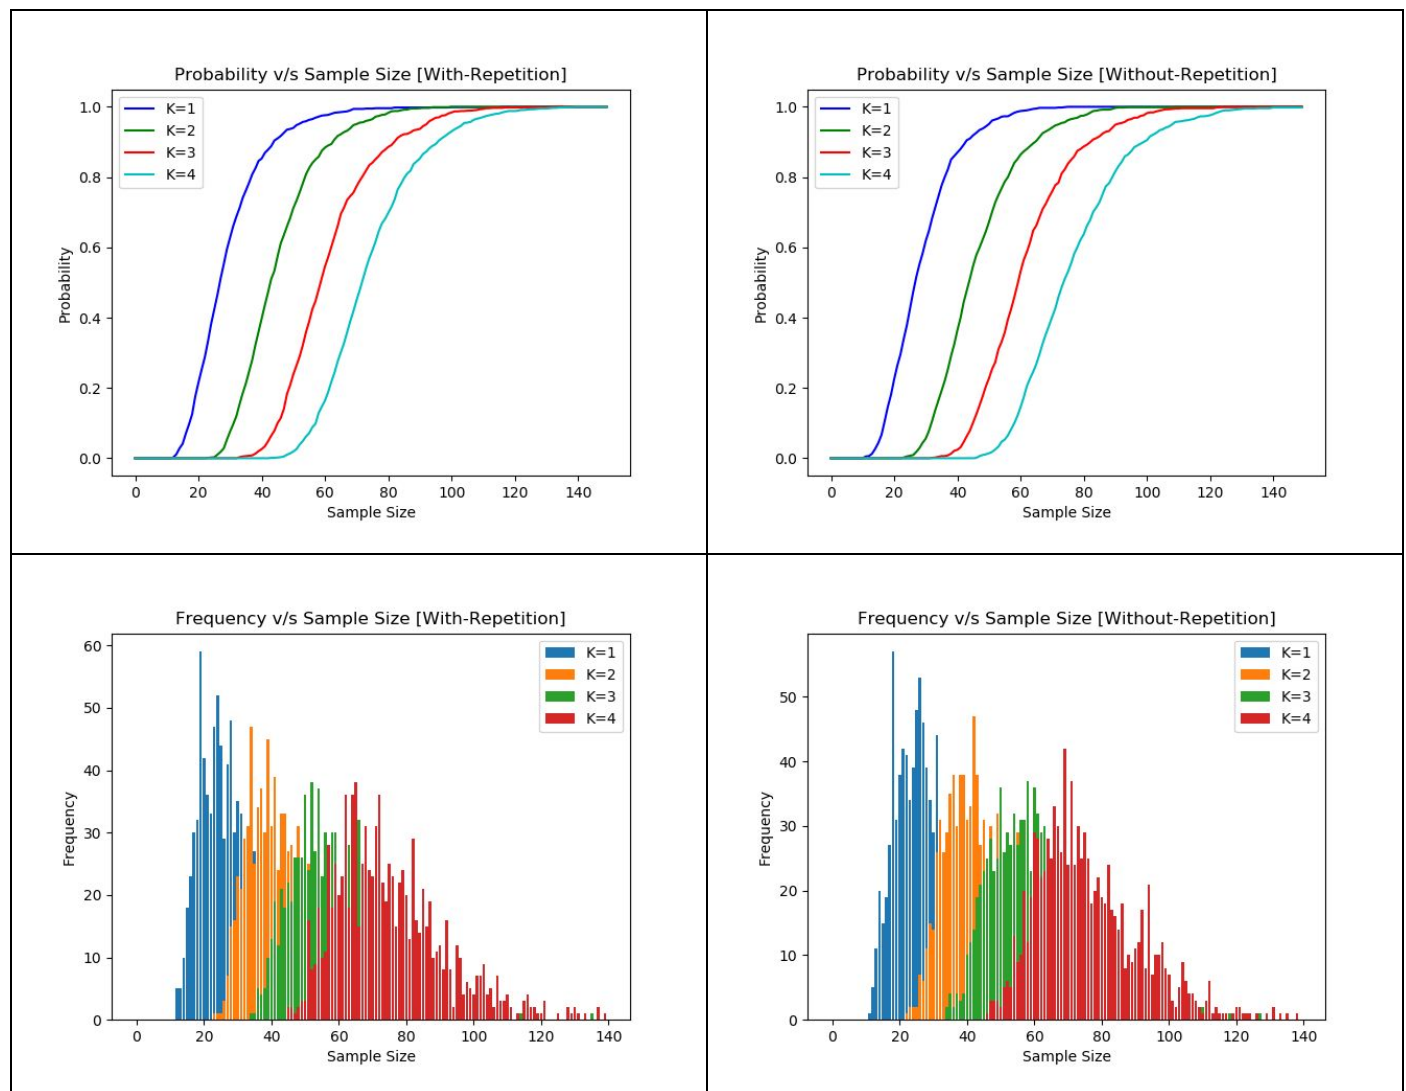 Probability v/s Sample Size [With-Repetition]
1.0
0.8
0.6
0.4
0.2
0.0
Probability
K=1
K=2
K=3
K=4
0 20 40 60 80 100 120 140
Sample Size
Probability v/s Sample Size [Without-Repetition]
1.0
0.8
0.6
0.4
0.2
0.0
Probability
K=1
K=2
K=3
K=4
0 20 40 60 80 100 120 140
Sample Size
Frequency v/s Sample Size [With-Repetition]
60
50
40
30
20
10
0
Frequency
K=1
K=2
K=3
K=4
0 20 40 60 80 100 120 140
Sample Size
Frequency v/s Sample Size [Without-Repetition]
50
40
30
20
10
0
Frequency
K=1
K=2
K=3
K=4
0 20 40 60 80 100 120 140
Sample Size